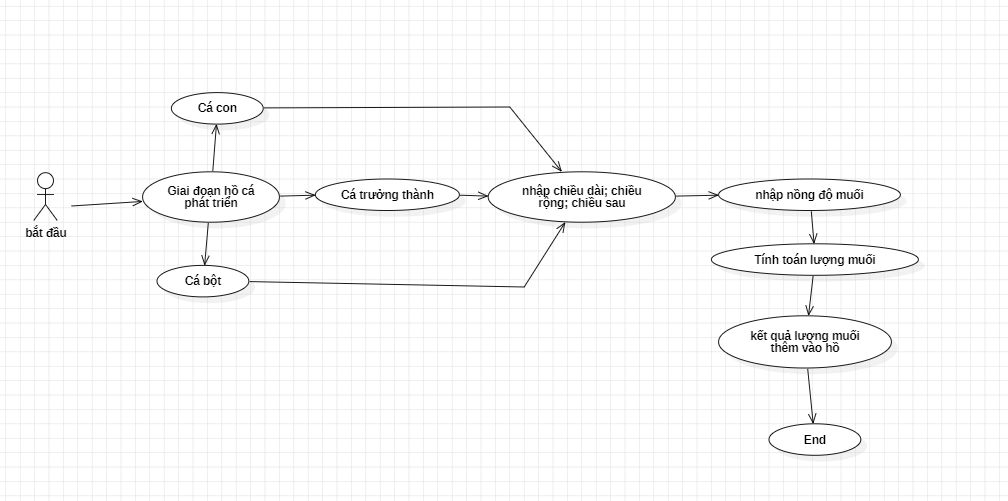 Cá con
Giai đoạn hồ cá
phát triển
Cá trưởng thành
nhập chiều dài; chiều
rộng; chiều sau
nhập nồng độ muối
bắt đầu
Tính toán lượng muối
Cá bột
kết quả lượng muối
thêm vào hồ
End